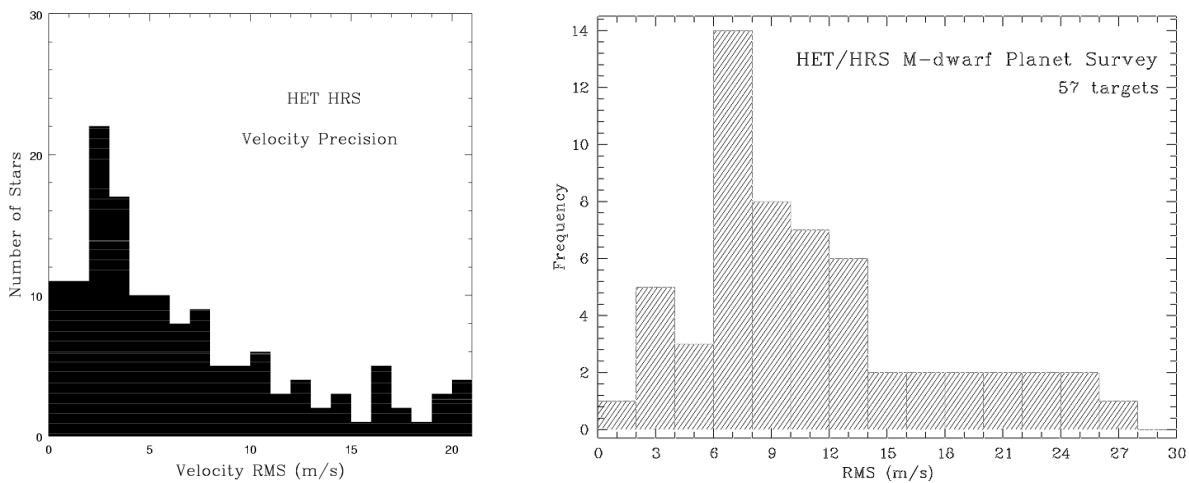 30
20
10
0
Number of Stars
HET HRS
Velocity Precision
0 5 10 15 20
Velocity RMS (m/s)
14
12
10
8
6
4
2
0
Frequency
HET/HRS M-dwarf Planet Survey
57 targets
0 3 6 9 12 15 18 21 24 27 30
RMS (m/s)